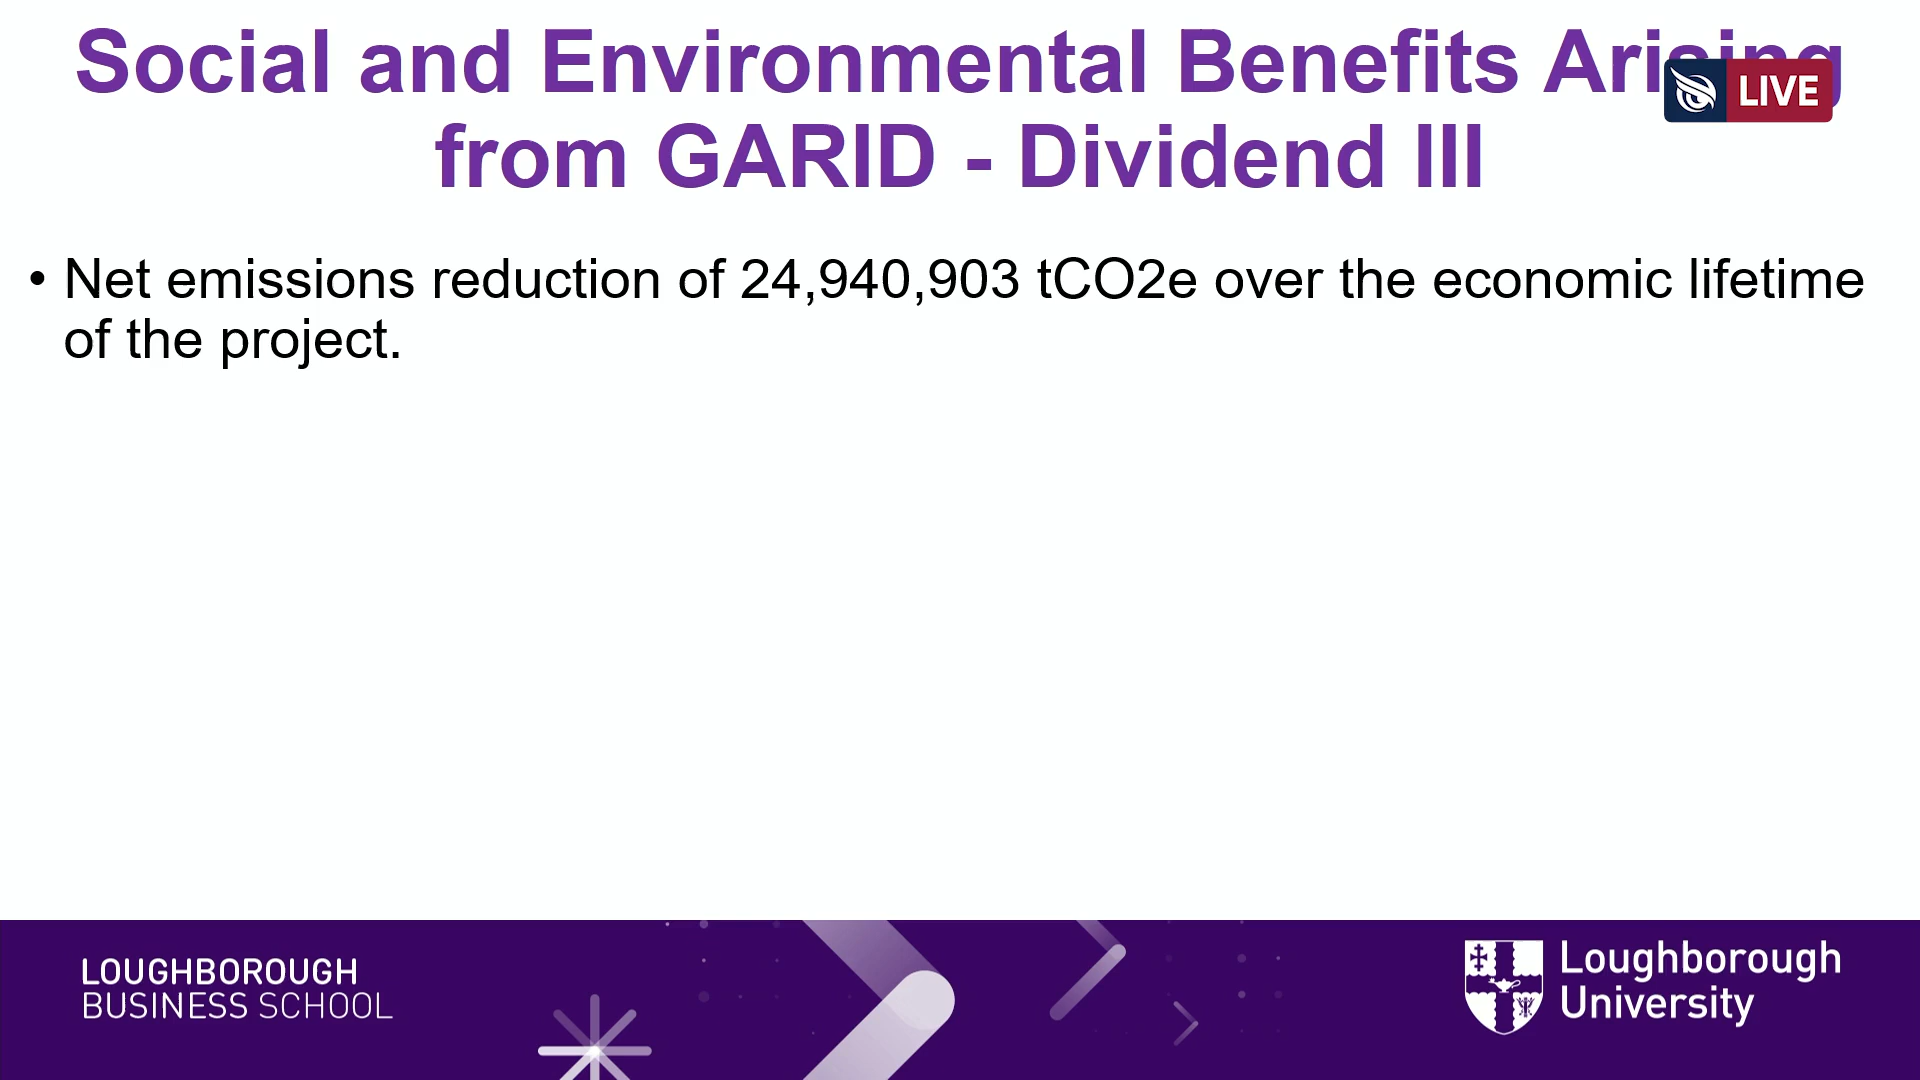 Social and Environmental Benefits Arising
from GARID - Dividend III
LIVE
• Net emissions reduction of 24,940,903 tCO2e over the economic lifetime
of the project.
LOUGHBOROUGH
BUSINESS SCHOOL
Loughborough
University